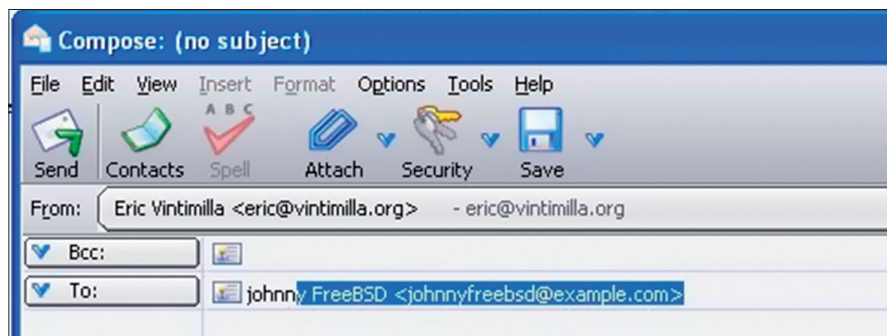 Compose: (no subject)
File Edit View Insert Format Options Tools Help
A B C
Send Contacts Spell Attach Security Save
From: Eric Vintimilla <eric@vintimilla.org> - eric@vintimilla.org
Bcc:
To: johnny FreeBSD <johnnyfreebsd@example.com>